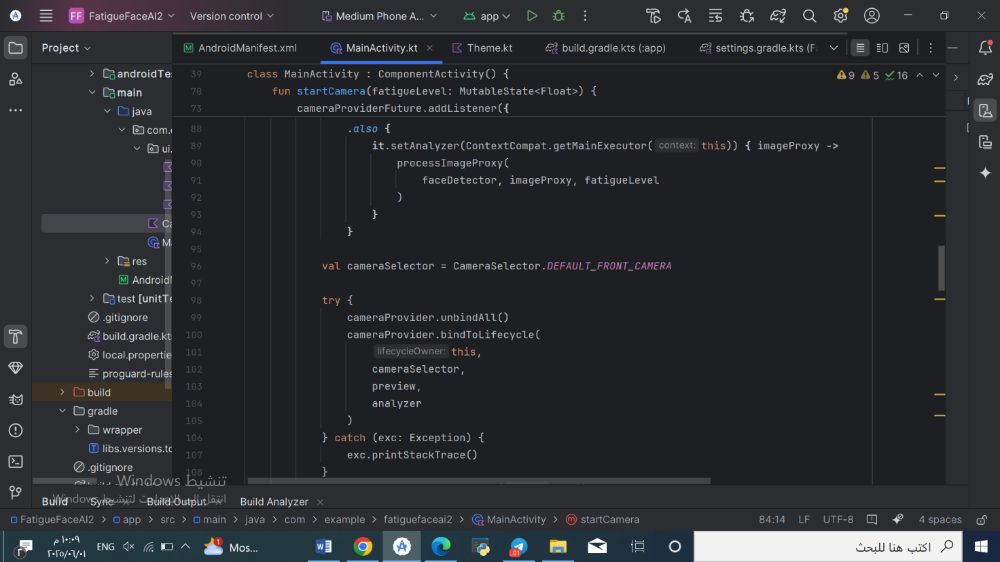 FF FatigueFaceAI2 Version control Medium Phone A... app
Project
AndroidManifest.xml MainActivity.kt Theme.kt build.gradle.kts (:app) settings.gradle.kts (F
androidTe
main
java
com.
ui.
Ca
Ma
res
Android
test [unitTe
.gitignore
build.gradle.kt
local.propertie
proguard-rules
build
gradle
wrapper
libs.versions.to
.gitignore
9 5 16
39 class MainActivity : ComponentActivity() {
70 fun startCamera(fatigueLevel: MutableState<Float>) {
73 cameraProviderFuture.addListener({
88 .also {
89 it.setAnalyzer(ContextCompat.getMainExecutor( context: this)) { imageProxy ->
90 processImageProxy(
91 faceDetector, imageProxy, fatigueLevel
92 )
93 }
94 }
95
96 val cameraSelector = CameraSelector.DEFAULT_FRONT_CAMERA
97
98 try {
99 cameraProvider.unbindAll()
100 cameraProvider.bindToLifecycle(
101 lifecycleOwner: this,
102 cameraSelector,
103 preview,
104 analyzer
105 )
106 } catch (exc: Exception) {
107 exc.printStackTrace()
108 }
تنشيط Windows
انتقل إلى الإعدادات لتنشيط Windows
Build Sync Build Output Build Analyzer
FatigueFaceAI2 > app > src > main > java > com > example > fatiguefaceai2 > MainActivity > startCamera 84:14 LF UTF-8 4 spaces
ENG ١٠:٠٩ م
٢٠٢٥/٠٦/٠١
٣
1 Mos...
.01
اكتب هنا للبحث